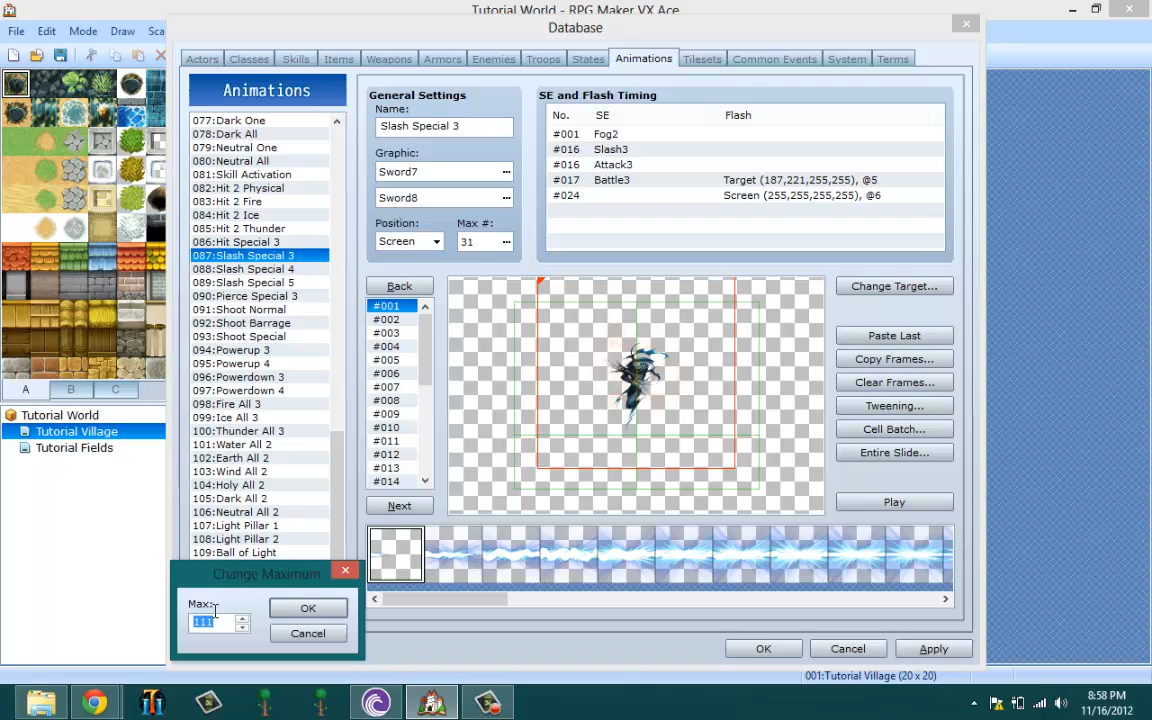 Tutorial World - RPG Maker VX Ace
File Edit Mode Draw Sca
Database
Actors Classes Skills Items Weapons Armors Enemies Troops States Animations Tilesets Common Events System Terms
Animations
077:Dark One
078:Dark All
079:Neutral One
080:Neutral All
081:Skill Activation
082:Hit 2 Physical
083:Hit 2 Fire
084:Hit 2 Ice
085:Hit 2 Thunder
086:Hit Special 3
087:Slash Special 3
088:Slash Special 4
089:Slash Special 5
090:Pierce Special 3
091:Shoot Normal
092:Shoot Barrage
093:Shoot Special
094:Powerup 3
095:Powerup 4
096:Powerdown 3
097:Powerdown 4
098:Fire All 3
099:Ice All 3
100:Thunder All 3
101:Water All 2
102:Earth All 2
103:Wind All 2
104:Holy All 2
105:Dark All 2
106:Neutral All 2
107:Light Pillar 1
108:Light Pillar 2
109:Ball of Light
General Settings
Name:
Slash Special 3
Graphic:
Sword7 ...
Sword8 ...
Position: Max #:
Screen 31 ...
SE and Flash Timing
No. SE Flash
#001 Fog2
#016 Slash3
#016 Attack3
#017 Battle3 Target (187,221,255,255), @5
#024 Screen (255,255,255,255), @6
Back
#001
#002
#003
#004
#005
#006
#007
#008
#009
#010
#011
#012
#013
#014
Next
Change Target...
Paste Last
Copy Frames...
Clear Frames...
Tweening...
Cell Batch...
Entire Slide...
Play
A B C
Tutorial World
Tutorial Village
Tutorial Fields
Change Maximum
Max:
111
OK
Cancel
OK Cancel Apply
001:Tutorial Village (20 x 20)
8:58 PM
11/16/2012